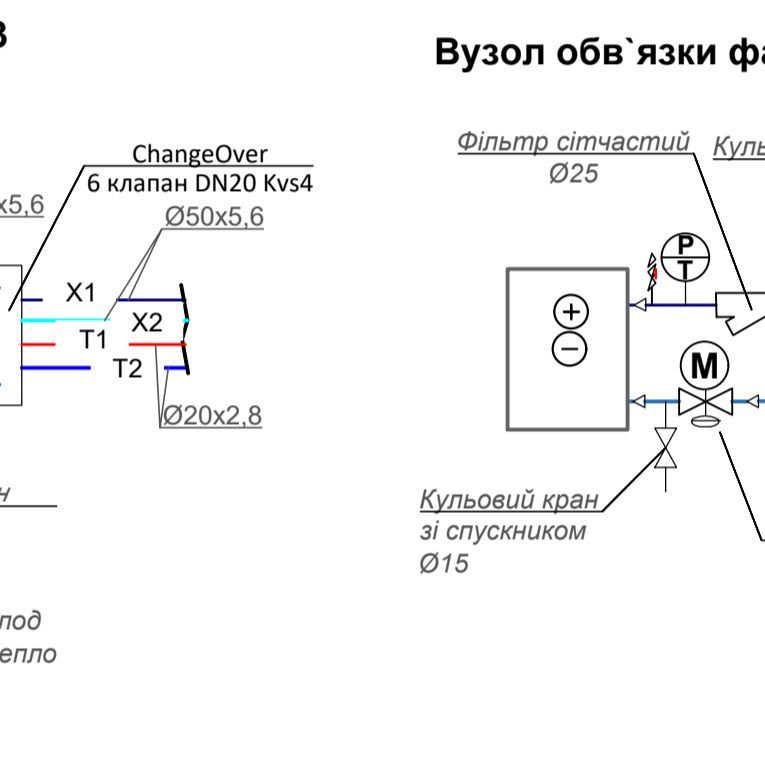 Вузол обв`язки фа
ChangeOver
6 клапан DN20 Kvs4
x5,6
Ø50x5,6
X1
X2
T1
T2
Ø20x2,8
Фільтр сітчастий
Ø25
Куль
P
T
M
Кульовий кран
зі спускником
Ø15
епло